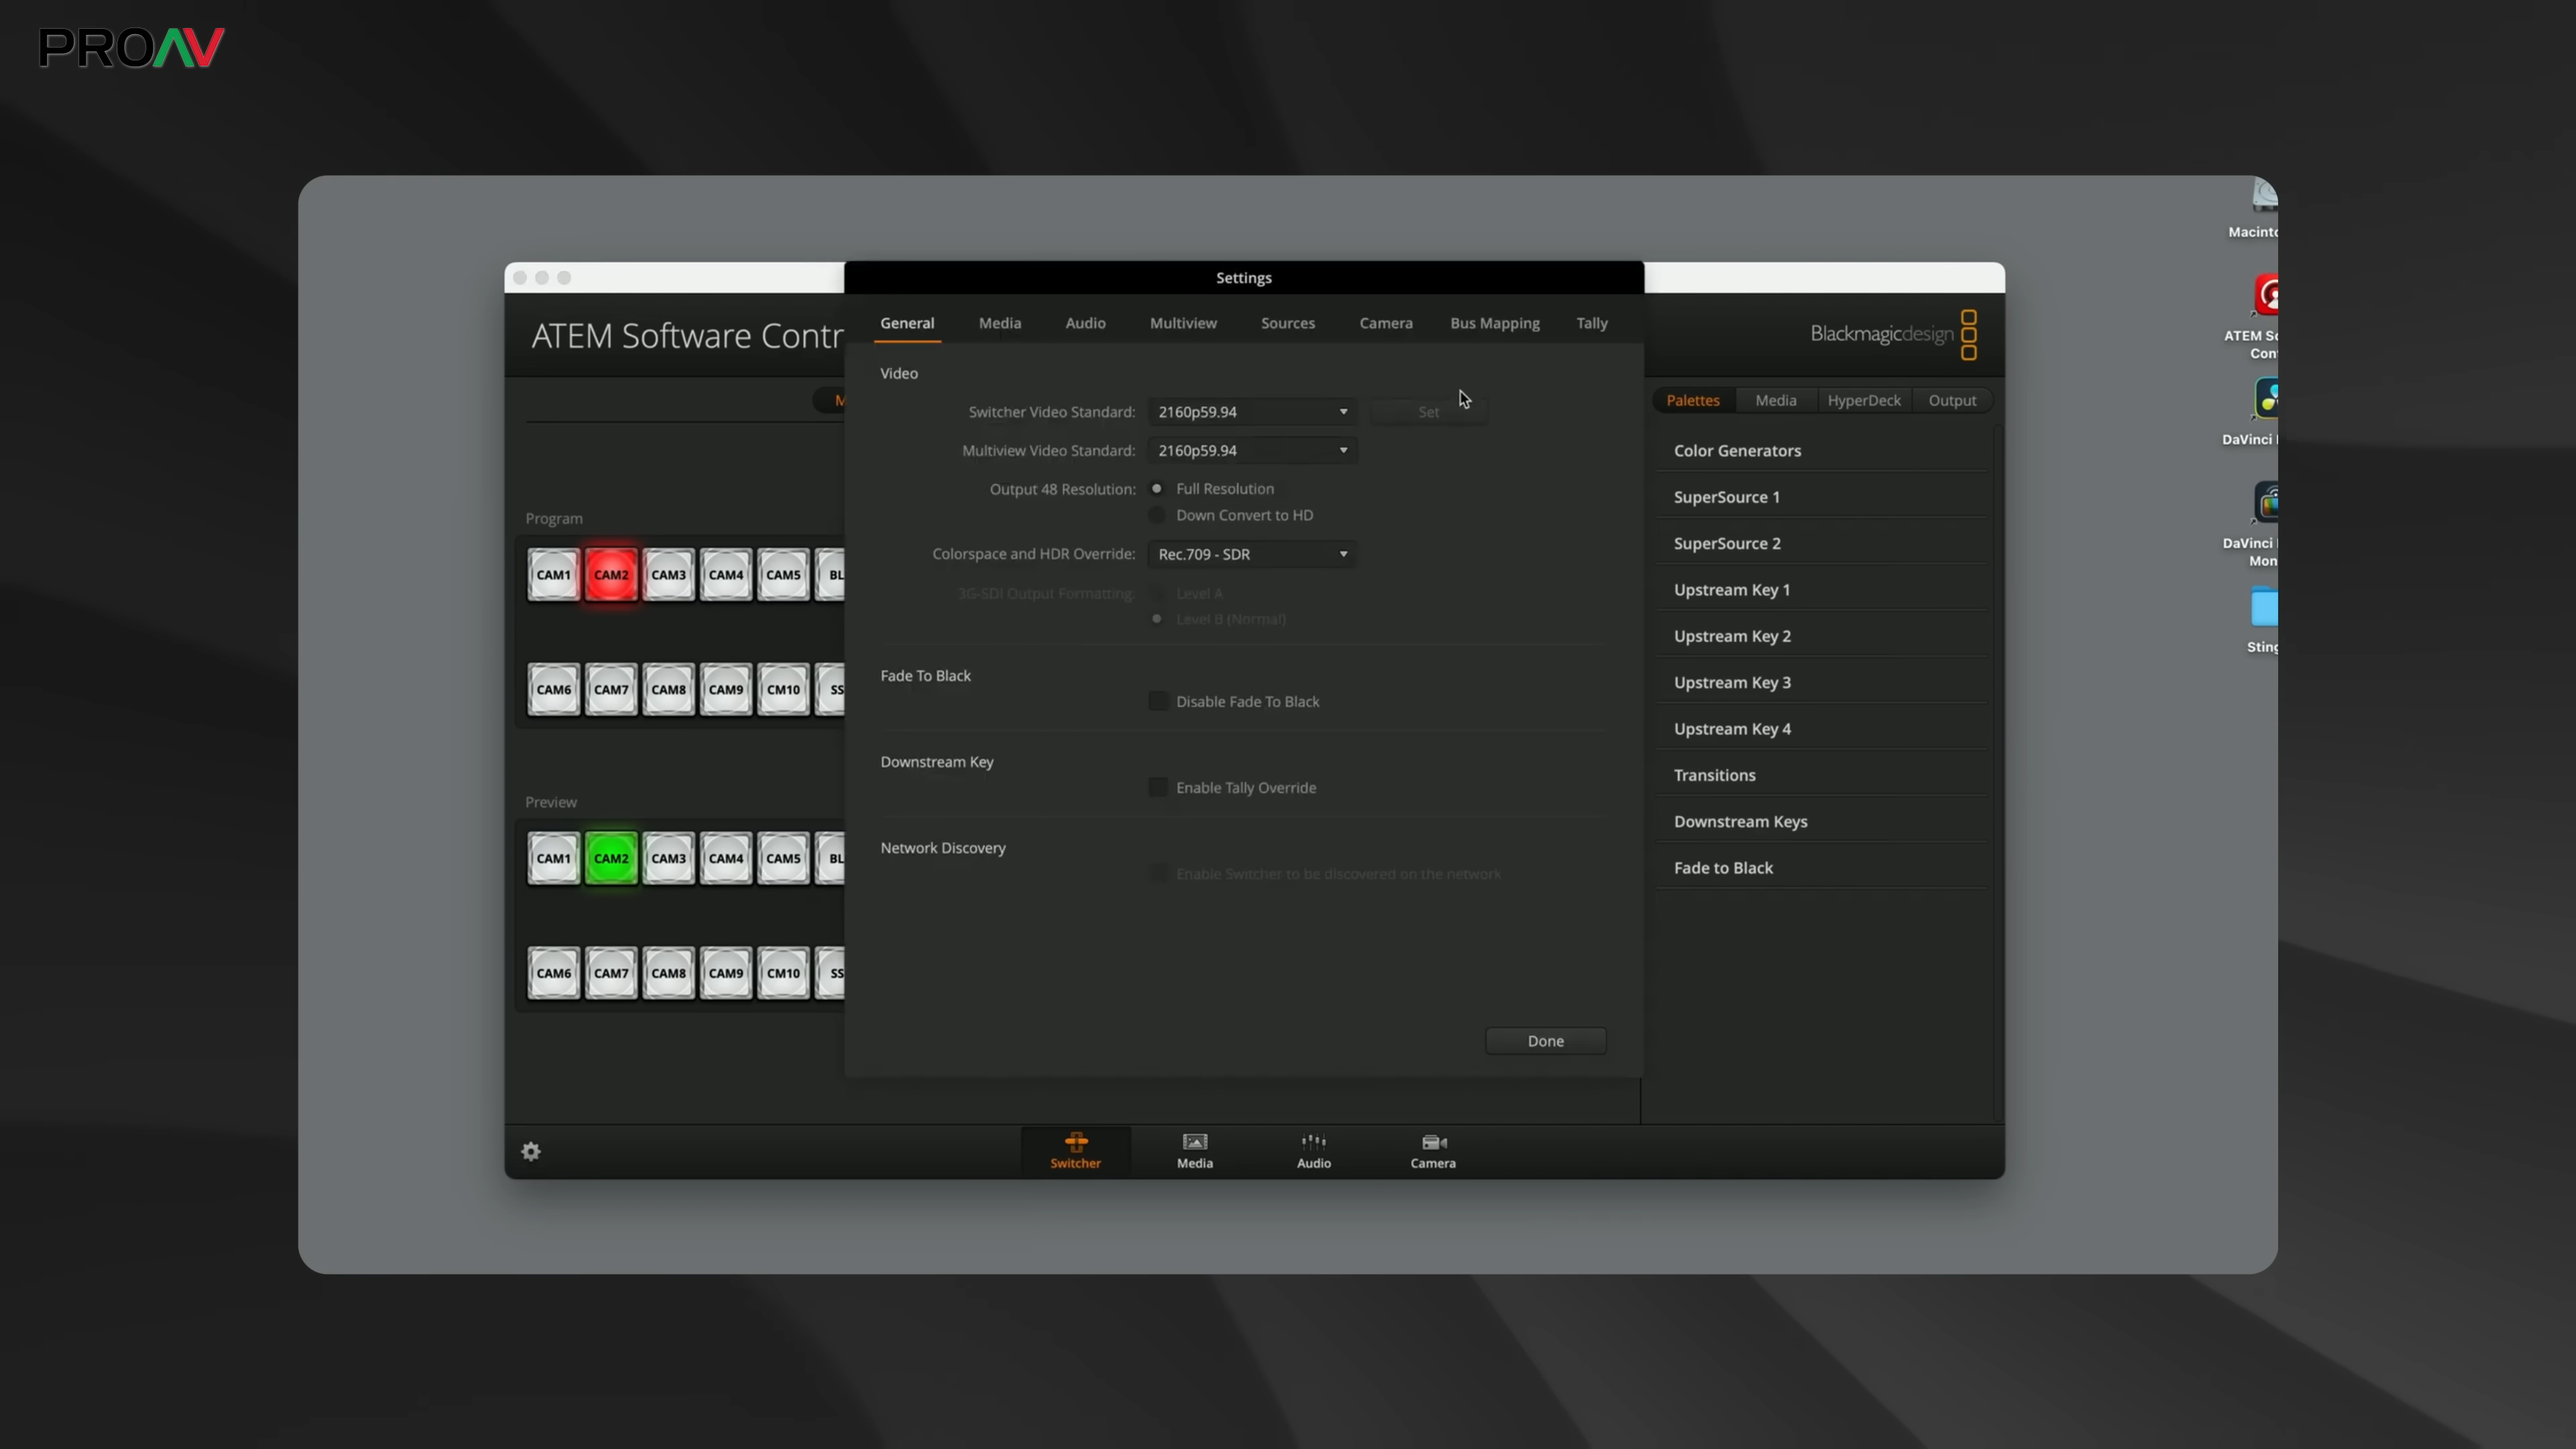 PROAV
Settings
ATEM Software Contr
Blackmagicdesign
General Media Audio Multiview Sources Camera Bus Mapping Tally
Video
Switcher Video Standard: 2160p59.94 Set
Multiview Video Standard: 2160p59.94
Output 48 Resolution: Full Resolution
Down Convert to HD
Colorspace and HDR Override: Rec.709 - SDR
3G-SDI Output Formatting: Level A
Level B (Normal)
Fade To Black
Disable Fade To Black
Downstream Key
Enable Tally Override
Network Discovery
Enable Switcher to be discovered on the network
Done
M
Program
CAM1 CAM2 CAM3 CAM4 CAM5 BL
CAM6 CAM7 CAM8 CAM9 CM10 SS
Preview
CAM1 CAM2 CAM3 CAM4 CAM5 BL
CAM6 CAM7 CAM8 CAM9 CM10 SS
Palettes Media HyperDeck Output
Color Generators
SuperSource 1
SuperSource 2
Upstream Key 1
Upstream Key 2
Upstream Key 3
Upstream Key 4
Transitions
Downstream Keys
Fade to Black
Switcher Media Audio Camera
Macinto
ATEM So
Con
DaVinci
DaVinci
Mon
Sting